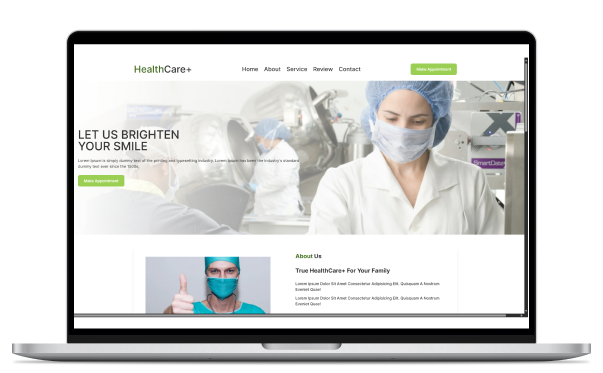 HealthCare+
Home About Service Review Contact
Make Appointment
LET US BRIGHTEN
YOUR SMILE
Lorem Ipsum is simply dummy text of the printing and typesetting industry. Lorem Ipsum has been the industry's standard
dummy text ever since the 1500s,
Make Appointment
SmartDate
About Us
True HealthCare+ For Your Family
Lorem Ipsum Dolor Sit Amet Consectetur Adipisicing Elit. Quisquam A Nostrum
Eveniet Quas!
Lorem Ipsum Dolor Sit Amet Consectetur Adipisicing Elit. Quisquam A Nostrum
Eveniet Quas!